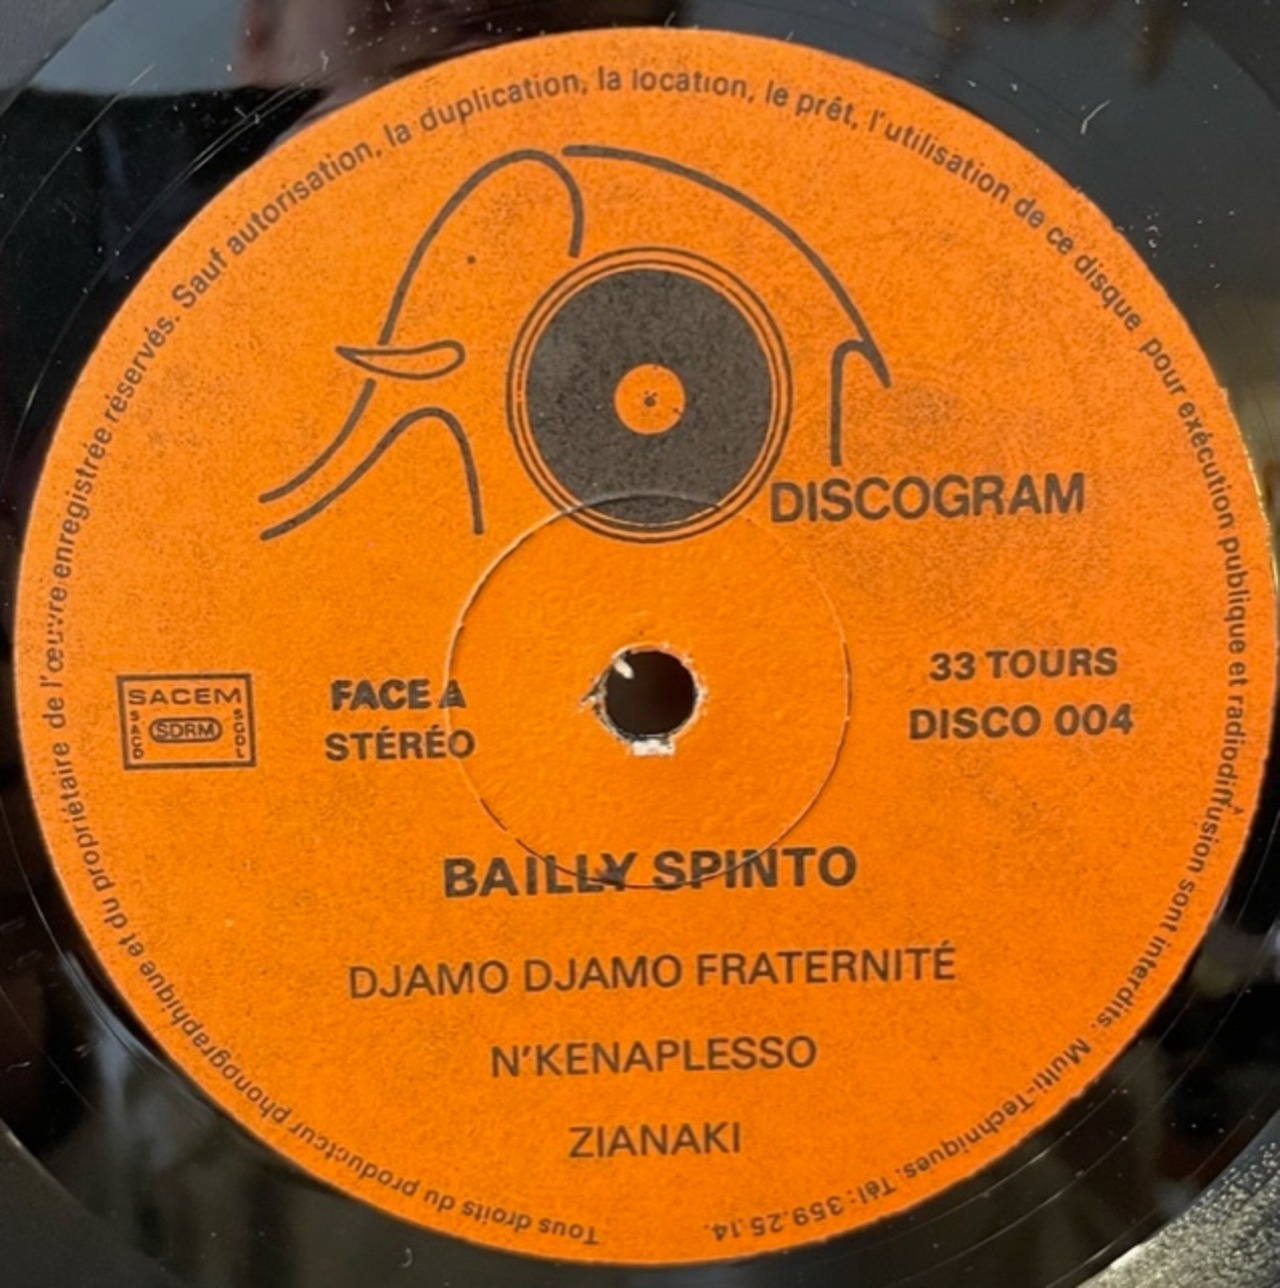 Tous droits du producteur phonographique et du propriétaire de l'œuvre enregistrée réservés. Sauf autorisation, la duplication, la location, le prêt, l'utilisation de ce disque pour exécution publique et radiodiffusion sont interdits. Multi-Techniques. Tél: 359.25.14.
DISCOGRAM
SACEM
SACD
SDRM
SGDL
FACE A
STÉRÉO
33 TOURS
DISCO 004
BAILLY SPINTO
DJAMO DJAMO FRATERNITÉ
N'KENAPLESSO
ZIANAKI